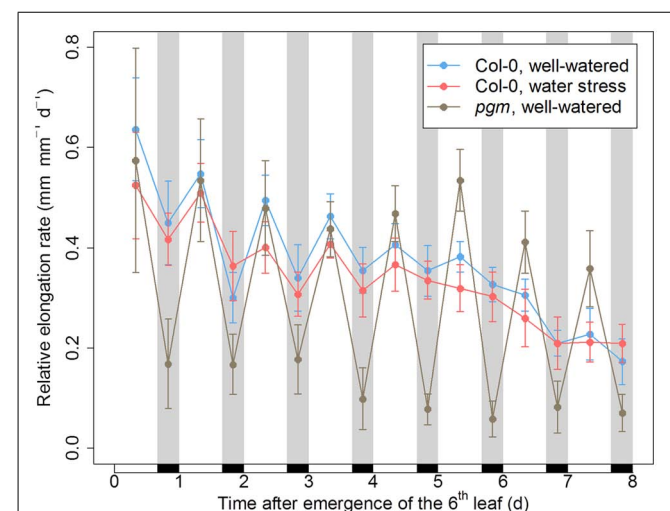 0.8
0.6
0.4
0.2
0.0
Relative elongation rate (mm mm⁻¹ d⁻¹)
Col-0, well-watered
Col-0, water stress
pgm, well-watered
0 1 2 3 4 5 6 7 8
Time after emergence of the 6th leaf (d)